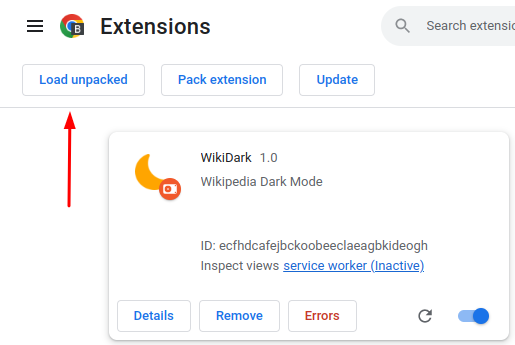 B
Extensions
Search extensio
Load unpacked
Pack extension
Update
WikiDark 1.0
Wikipedia Dark Mode
ID: ecfhdcafejbckoobeeclaeagbkideogh
Inspect views service worker (Inactive)
Details
Remove
Errors